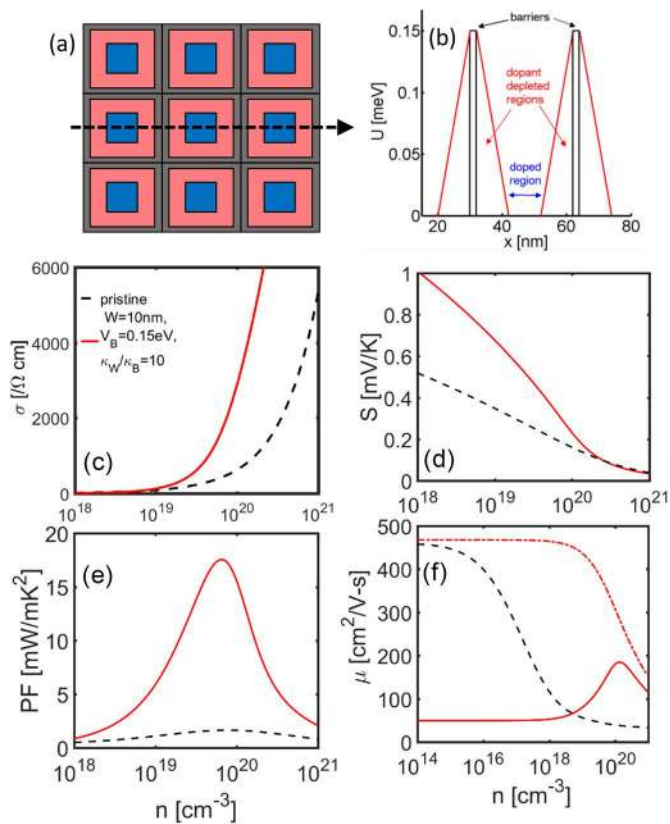 (a)
(b)
barriers
0.15
0.1
0.05
0
U [meV]
dopant
depleted
regions
doped
region
20 40 60 80
x [nm]
6000
4000
2000
0
σ [/Ω cm]
pristine
W=10nm,
V_B=0.15eV,
κ_W/κ_B=10
(c)
10^18 10^19 10^20 10^21
1
0.8
0.6
0.4
0.2
0
S [mV/K]
(d)
10^18 10^19 10^20 10^21
20
15
10
5
0
PF [mW/mK^2]
(e)
10^18 10^19 10^20 10^21
n [cm^-3]
500
400
300
200
100
0
μ [cm^2/V-s]
(f)
10^14 10^16 10^18 10^20
n [cm^-3]